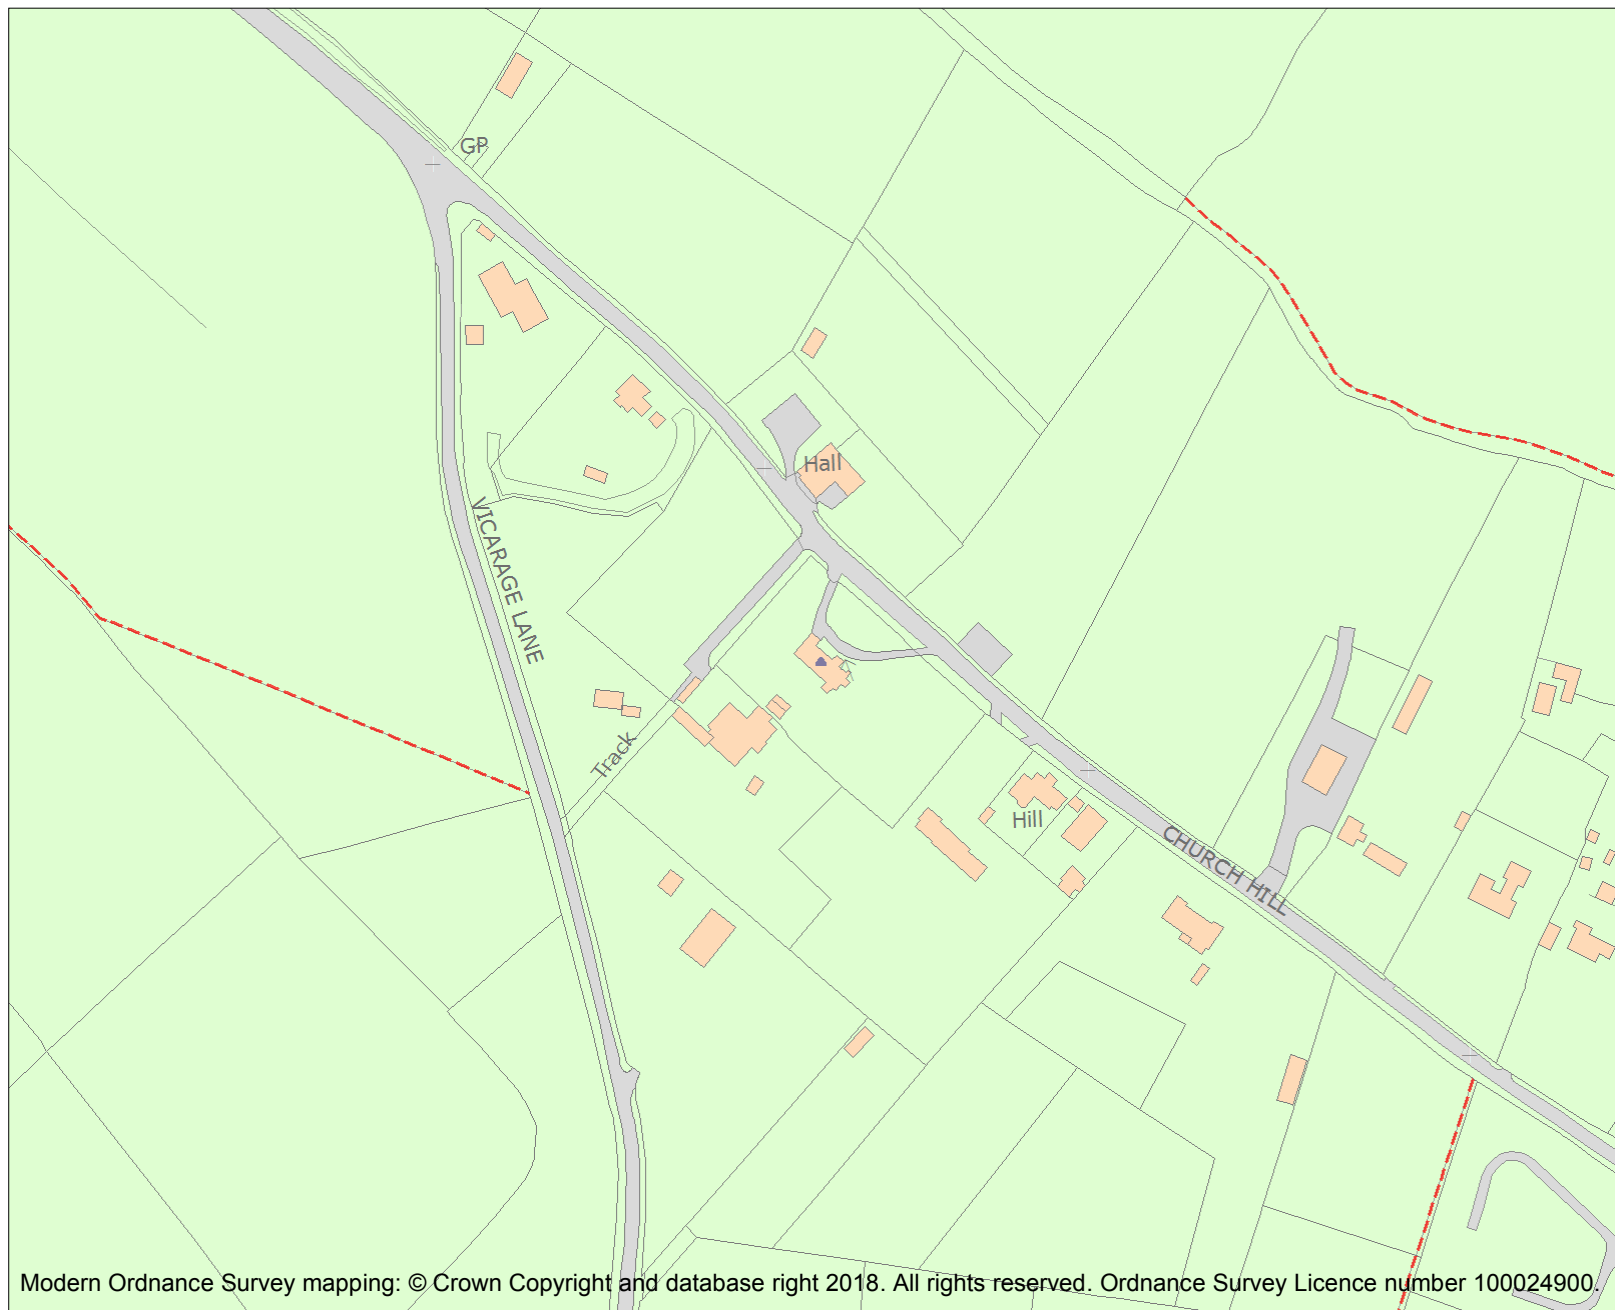 GP
Hall
VICARAGE LANE
Track
Hill
CHURCH HILL
Modern Ordnance Survey mapping: © Crown Copyright and database right 2018. All rights reserved. Ordnance Survey Licence number 100024900.